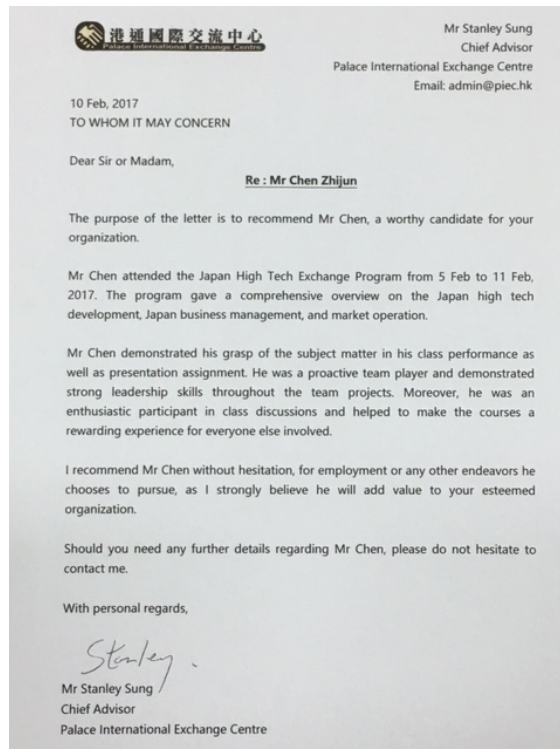 港通國際交流中心
Palace International Exchange Centre
Mr Stanley Sung
Chief Advisor
Palace International Exchange Centre
Email: admin@piec.hk
10 Feb, 2017
TO WHOM IT MAY CONCERN
Dear Sir or Madam,
Re : Mr Chen Zhijun
The purpose of the letter is to recommend Mr Chen, a worthy candidate for your
organization.
Mr Chen attended the Japan High Tech Exchange Program from 5 Feb to 11 Feb,
2017. The program gave a comprehensive overview on the Japan high tech
development, Japan business management, and market operation.
Mr Chen demonstrated his grasp of the subject matter in his class performance as
well as presentation assignment. He was a proactive team player and demonstrated
strong leadership skills throughout the team projects. Moreover, he was an
enthusiastic participant in class discussions and helped to make the courses a
rewarding experience for everyone else involved.
I recommend Mr Chen without hesitation, for employment or any other endeavors he
chooses to pursue, as I strongly believe he will add value to your esteemed
organization.
Should you need any further details regarding Mr Chen, please do not hesitate to
contact me.
With personal regards,
Stanley
Mr Stanley Sung
Chief Advisor
Palace International Exchange Centre